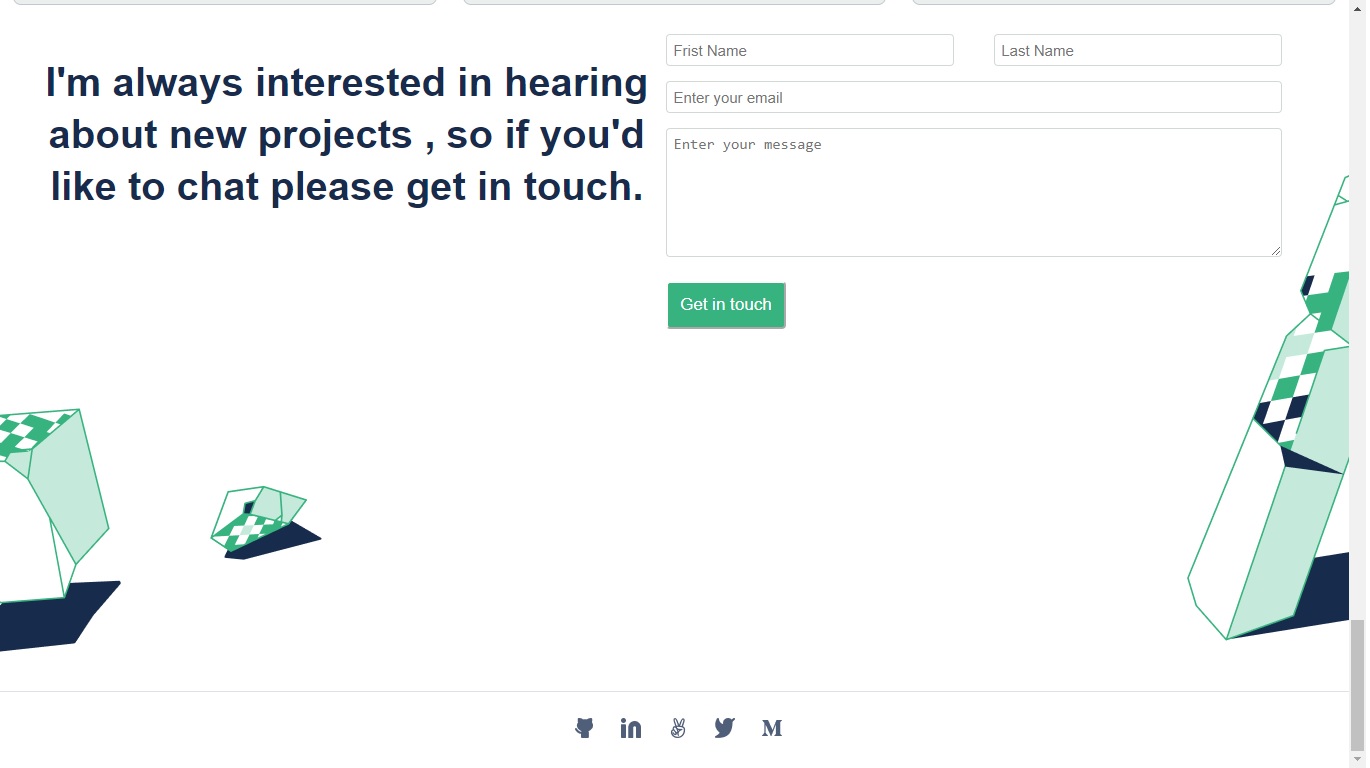 I'm always interested in hearing
about new projects , so if you'd
like to chat please get in touch.
Frist Name
Last Name
Enter your email
Enter your message
Get in touch